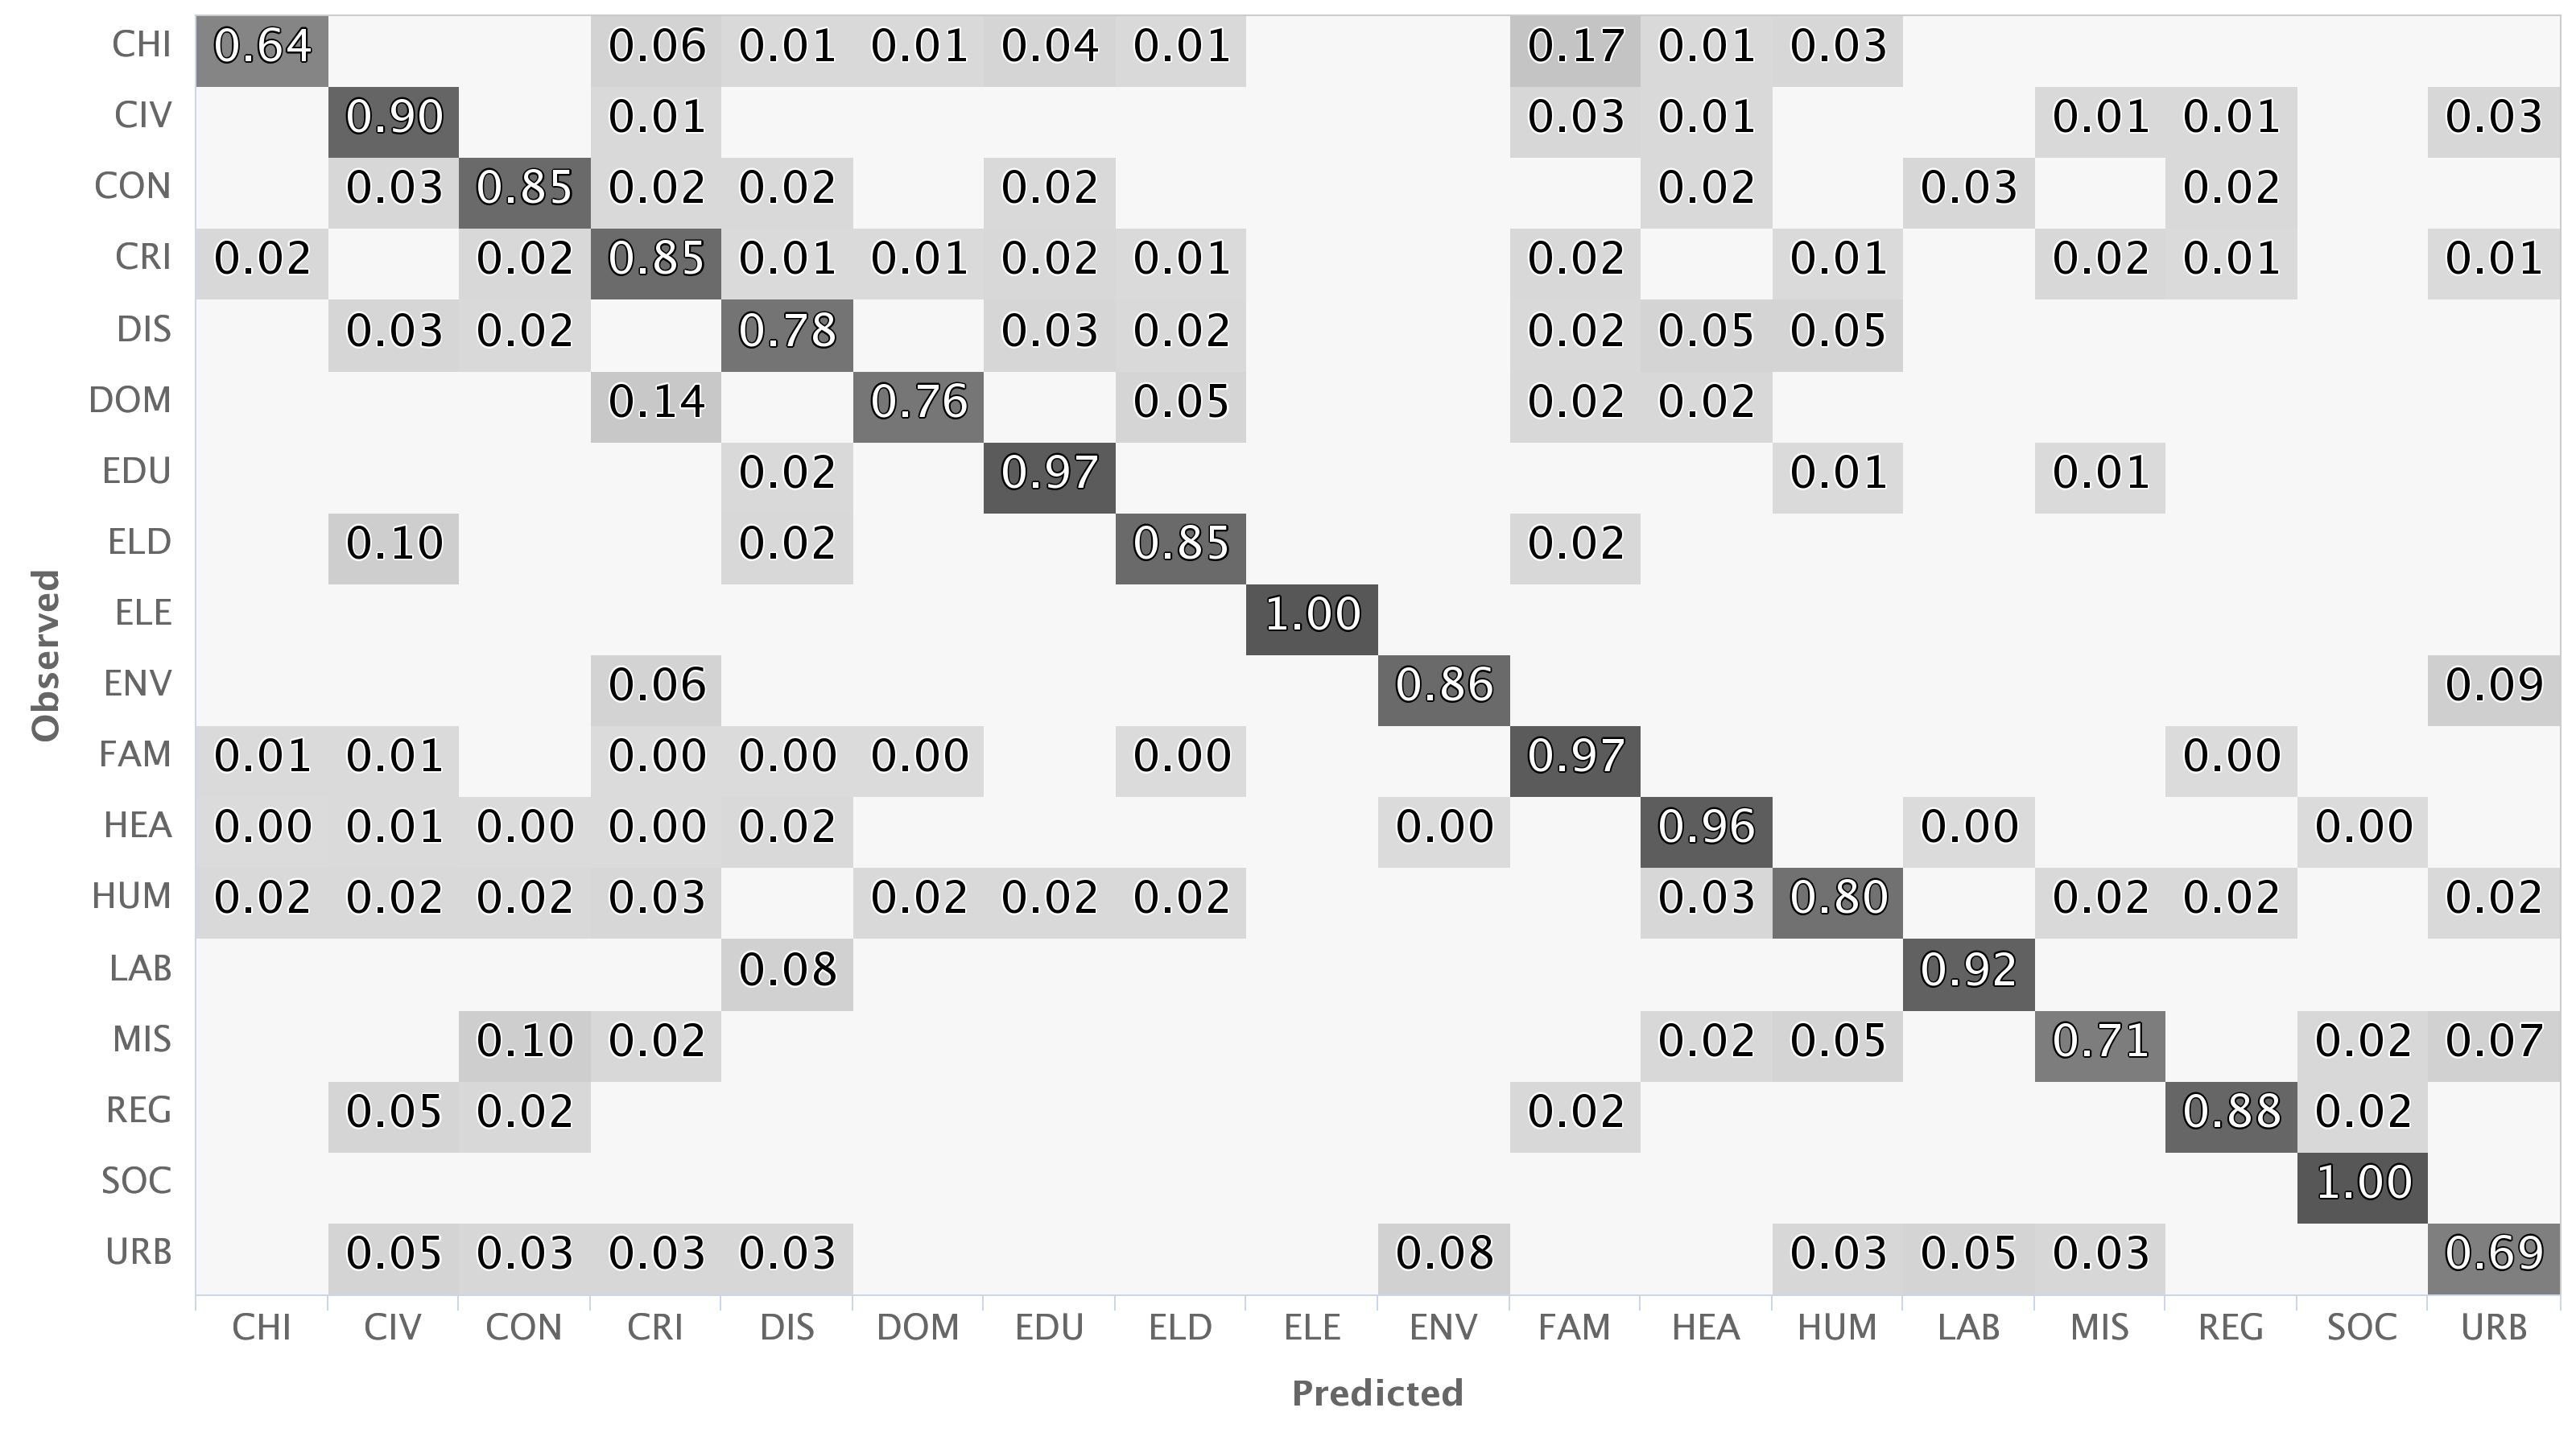 CHI 0.64 0.06 0.01 0.01 0.04 0.01 0.17 0.01 0.03
CIV 0.90 0.01 0.03 0.01 0.01 0.01 0.03
CON 0.03 0.85 0.02 0.02 0.02 0.02 0.03 0.02
CRI 0.02 0.02 0.85 0.01 0.01 0.02 0.01 0.02 0.01 0.02 0.01 0.01
DIS 0.03 0.02 0.78 0.03 0.02 0.02 0.05 0.05
DOM 0.14 0.76 0.05 0.02 0.02
EDU 0.02 0.97 0.01 0.01
ELD 0.10 0.02 0.85 0.02
ELE 1.00
ENV 0.06 0.86 0.09
FAM 0.01 0.01 0.00 0.00 0.00 0.00 0.97 0.00
HEA 0.00 0.01 0.00 0.00 0.02 0.00 0.96 0.00 0.00
HUM 0.02 0.02 0.02 0.03 0.02 0.02 0.02 0.03 0.80 0.02 0.02 0.02
LAB 0.08 0.92
MIS 0.10 0.02 0.02 0.05 0.71 0.02 0.07
REG 0.05 0.02 0.02 0.88 0.02
SOC 1.00
URB 0.05 0.03 0.03 0.03 0.08 0.03 0.05 0.03 0.69
CHI CIV CON CRI DIS DOM EDU ELD ELE ENV FAM HEA HUM LAB MIS REG SOC URB
Predicted
Observed